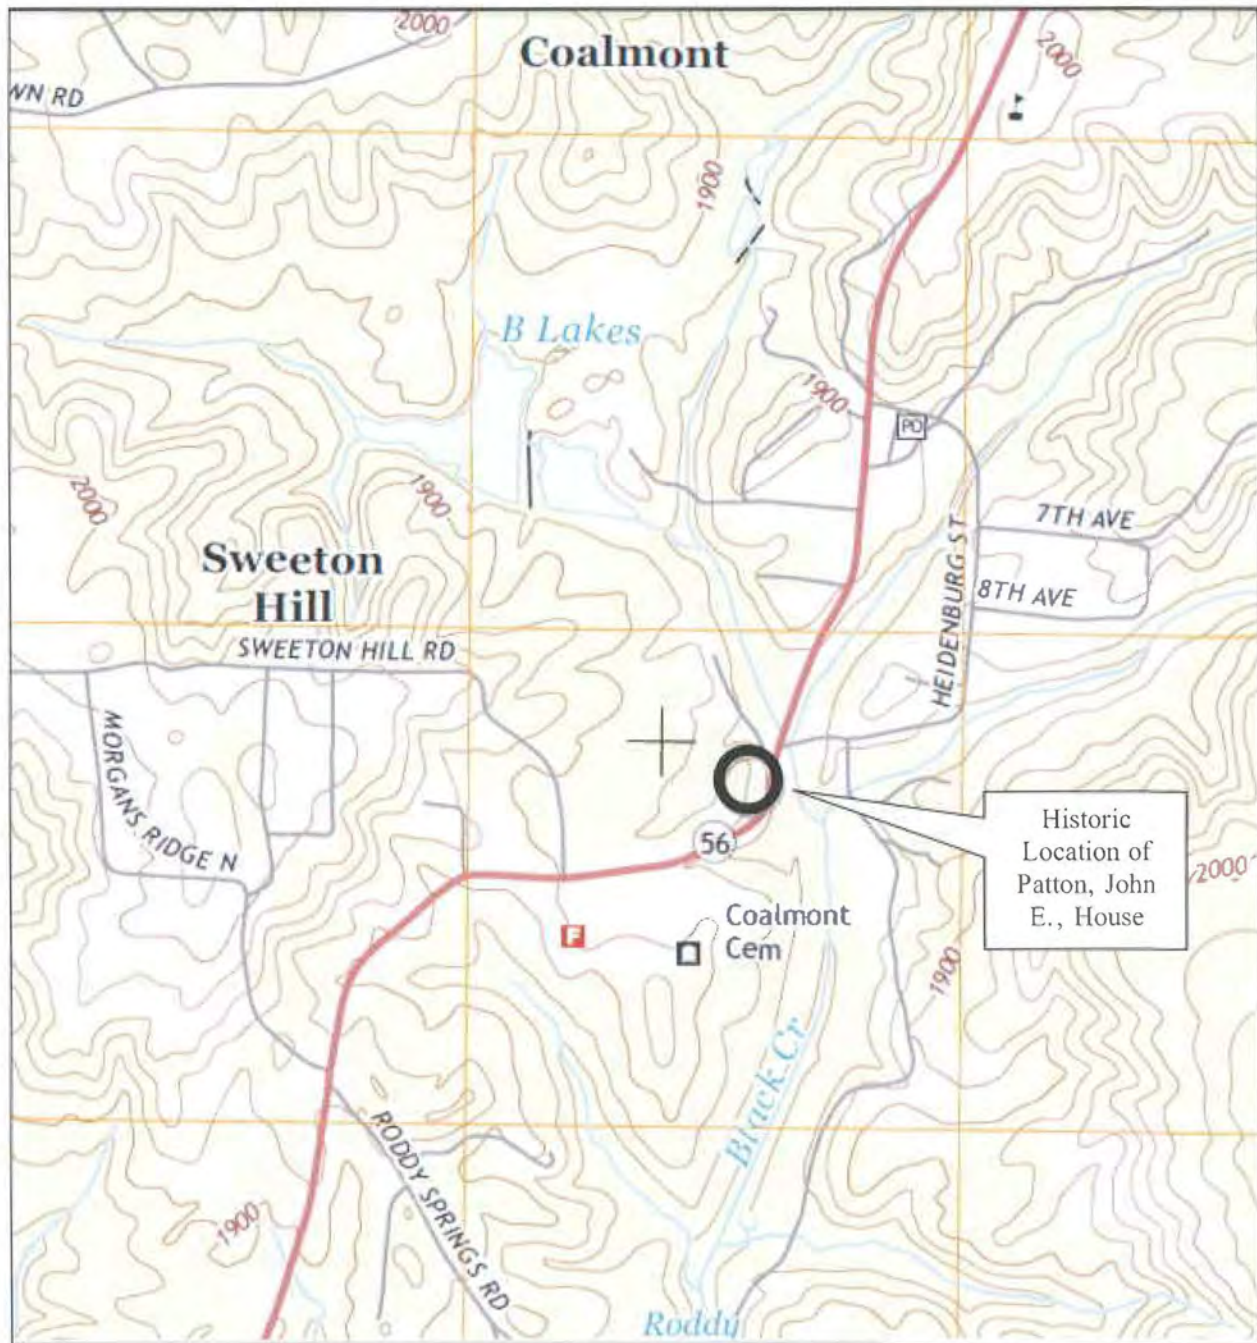 2000
Coalmont
2000
WN RD
1900
B Lakes
1900
PO
2000
1900
7TH AVE
Sweeton
Hill
HEIDENBURG ST
8TH AVE
SWEETON HILL RD
MORGANS RIDGE N
56
Historic
Location of
Patton, John
E., House
2000
F
Coalmont
Cem
1900
Black Cr
RODDY SPRINGS RD
1900
Roddy